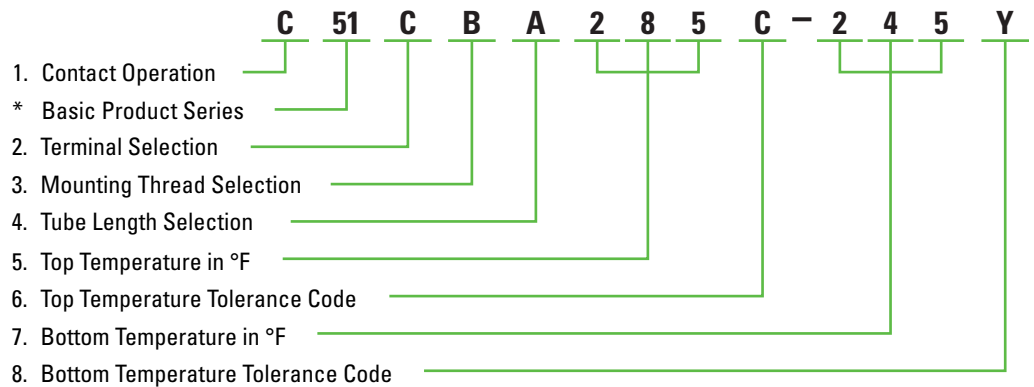 C 51 C B A 2 8 5 C – 2 4 5 Y
1. Contact Operation
* Basic Product Series
2. Terminal Selection
3. Mounting Thread Selection
4. Tube Length Selection
5. Top Temperature in °F
6. Top Temperature Tolerance Code
7. Bottom Temperature in °F
8. Bottom Temperature Tolerance Code